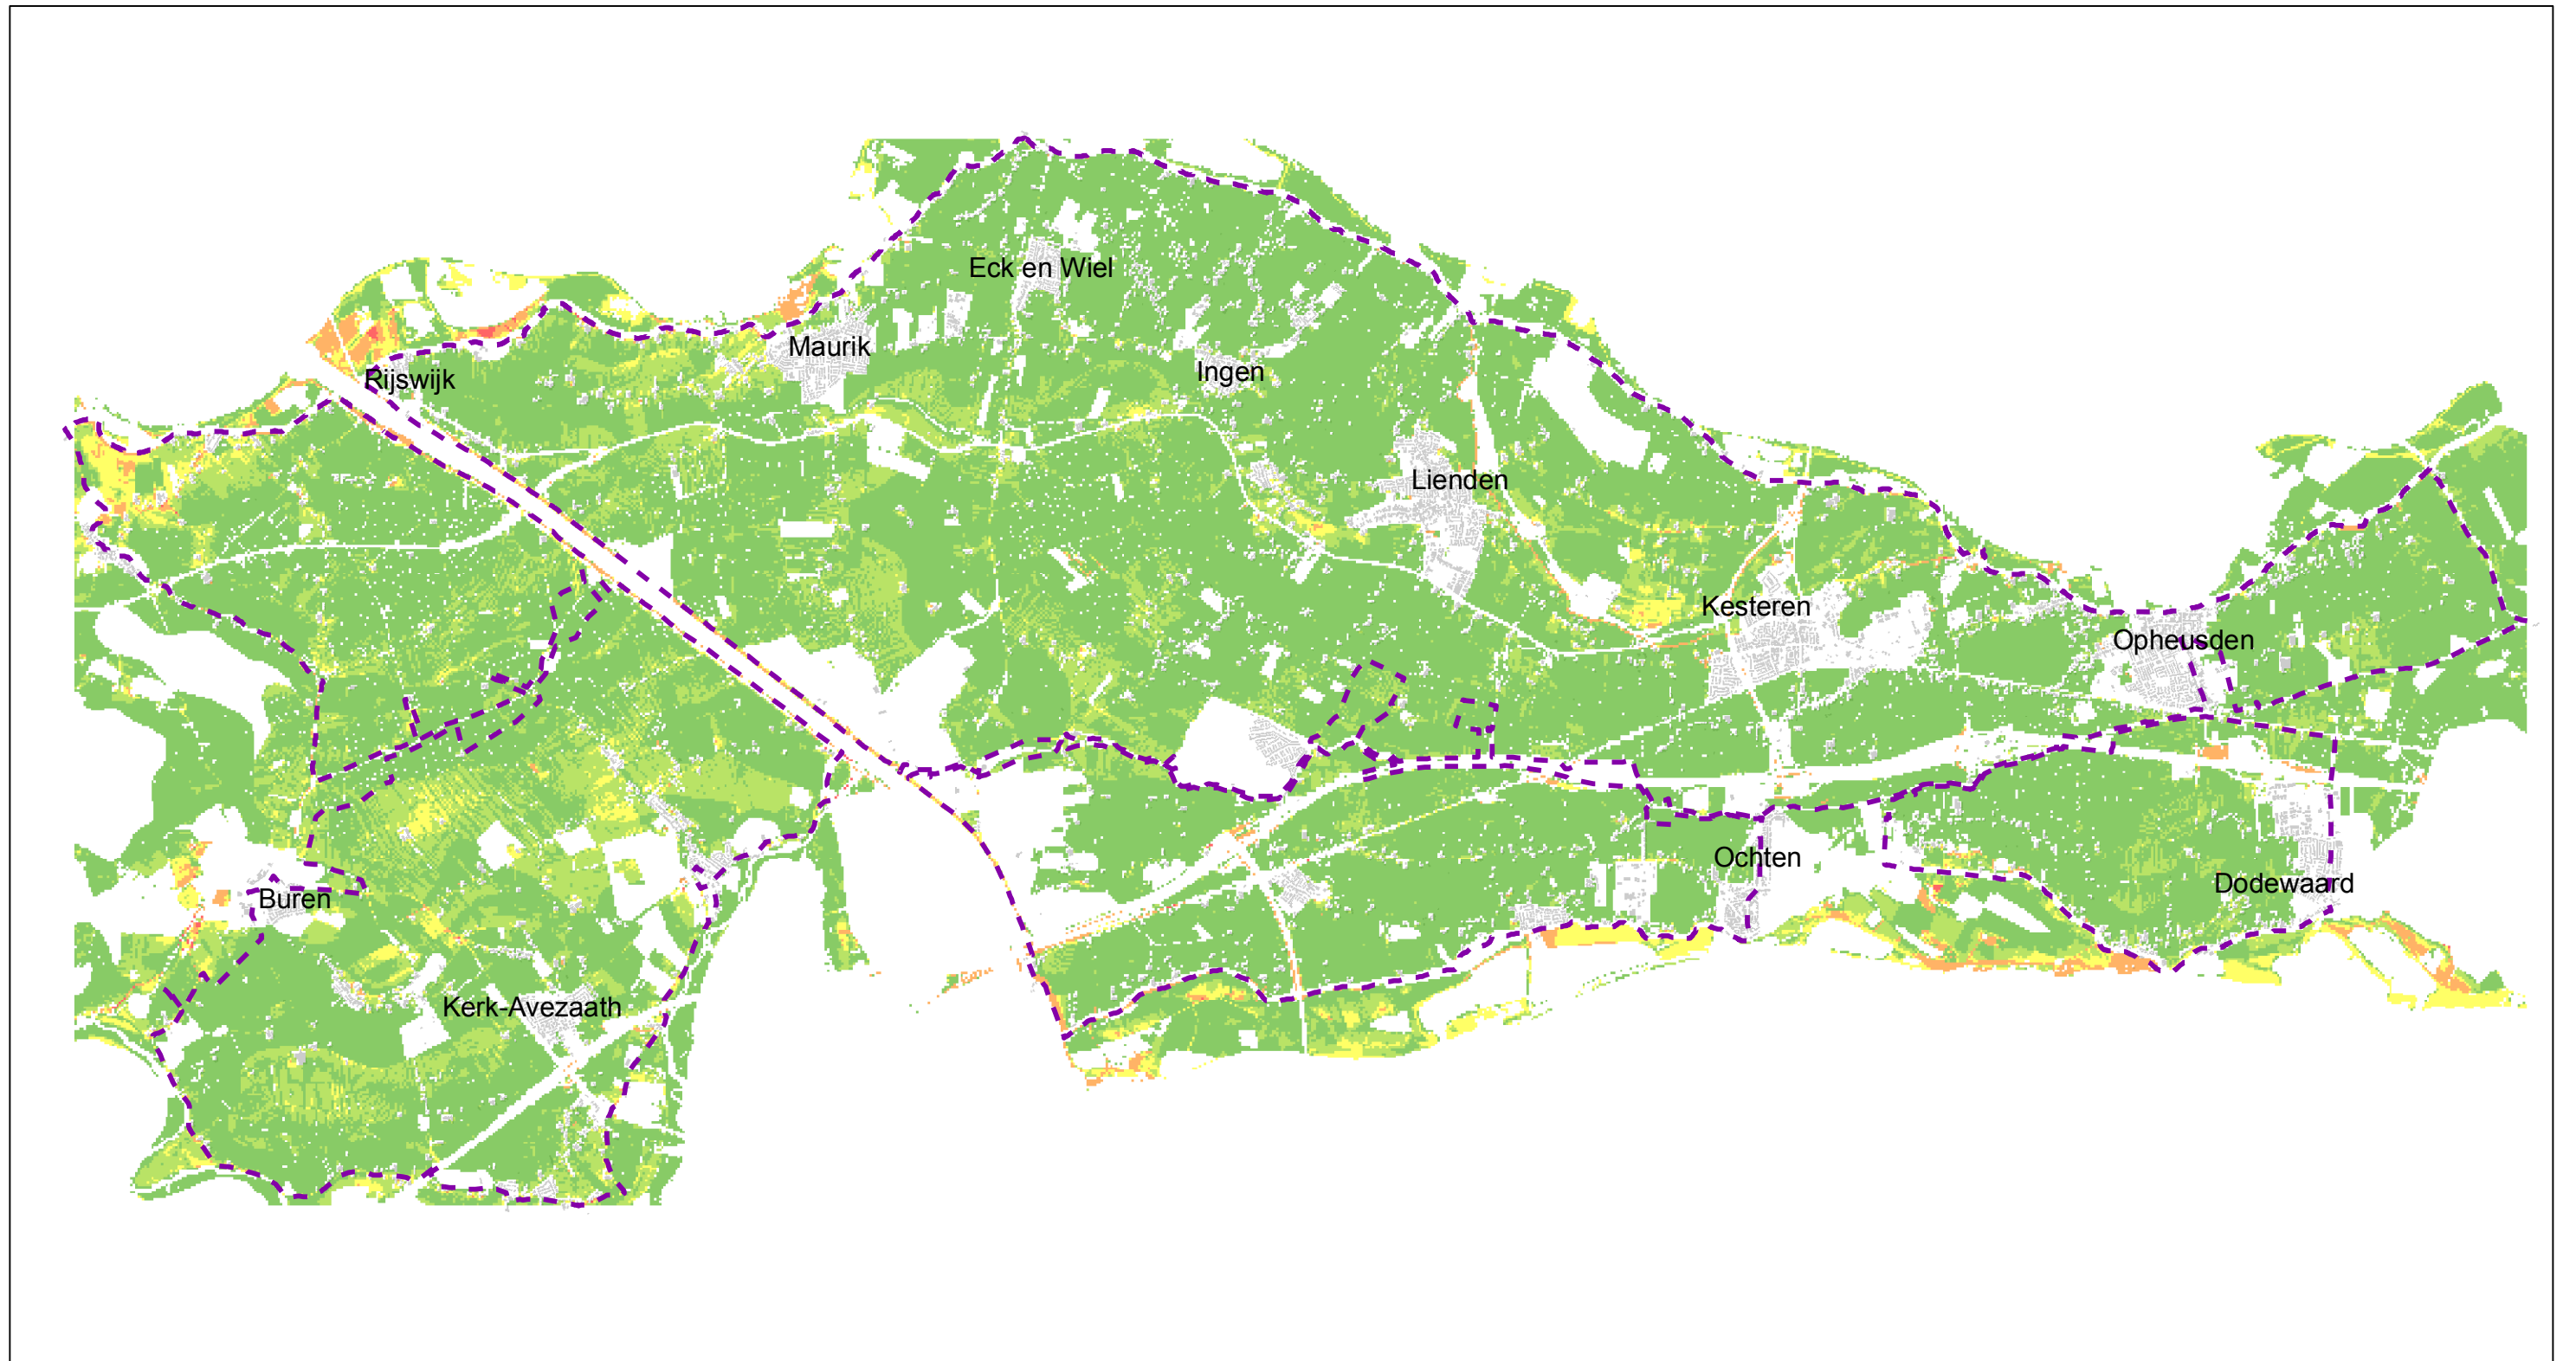 Eck en Wiel
Maurik
Rijswijk
Ingen
Lienden
Kesteren
Opheusden
Ochten
Dodewaard
Buren
Kerk-Avezaath